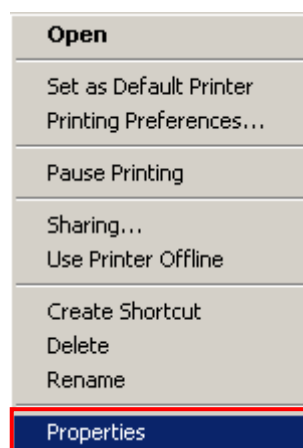 Open
Set as Default Printer
Printing Preferences...
Pause Printing
Sharing...
Use Printer Offline
Create Shortcut
Delete
Rename
Properties